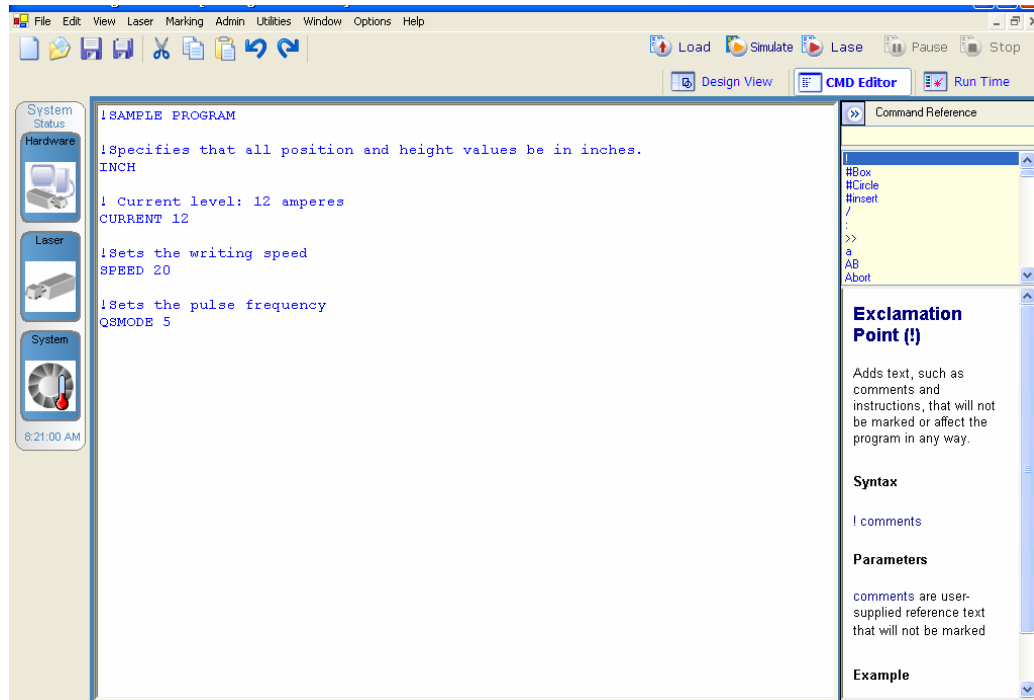 File Edit View Laser Marking Admin Utilities Window Options Help
Load Simulate Lase Pause Stop
Design View CMD Editor Run Time
System
Status
Hardware
Laser
System
8:21:00 AM
!SAMPLE PROGRAM
!Specifies that all position and height values be in inches.
INCH
! Current level: 12 amperes
CURRENT 12
!Sets the writing speed
SPEED 20
!Sets the pulse frequency
QSMODE 5
Command Reference
!
#Box
#Circle
#insert
/
:
>>
a
AB
Abort
Exclamation
Point (!)
Adds text, such as
comments and
instructions, that will not
be marked or affect the
program in any way.
Syntax
! comments
Parameters
comments are user-
supplied reference text
that will not be marked
Example